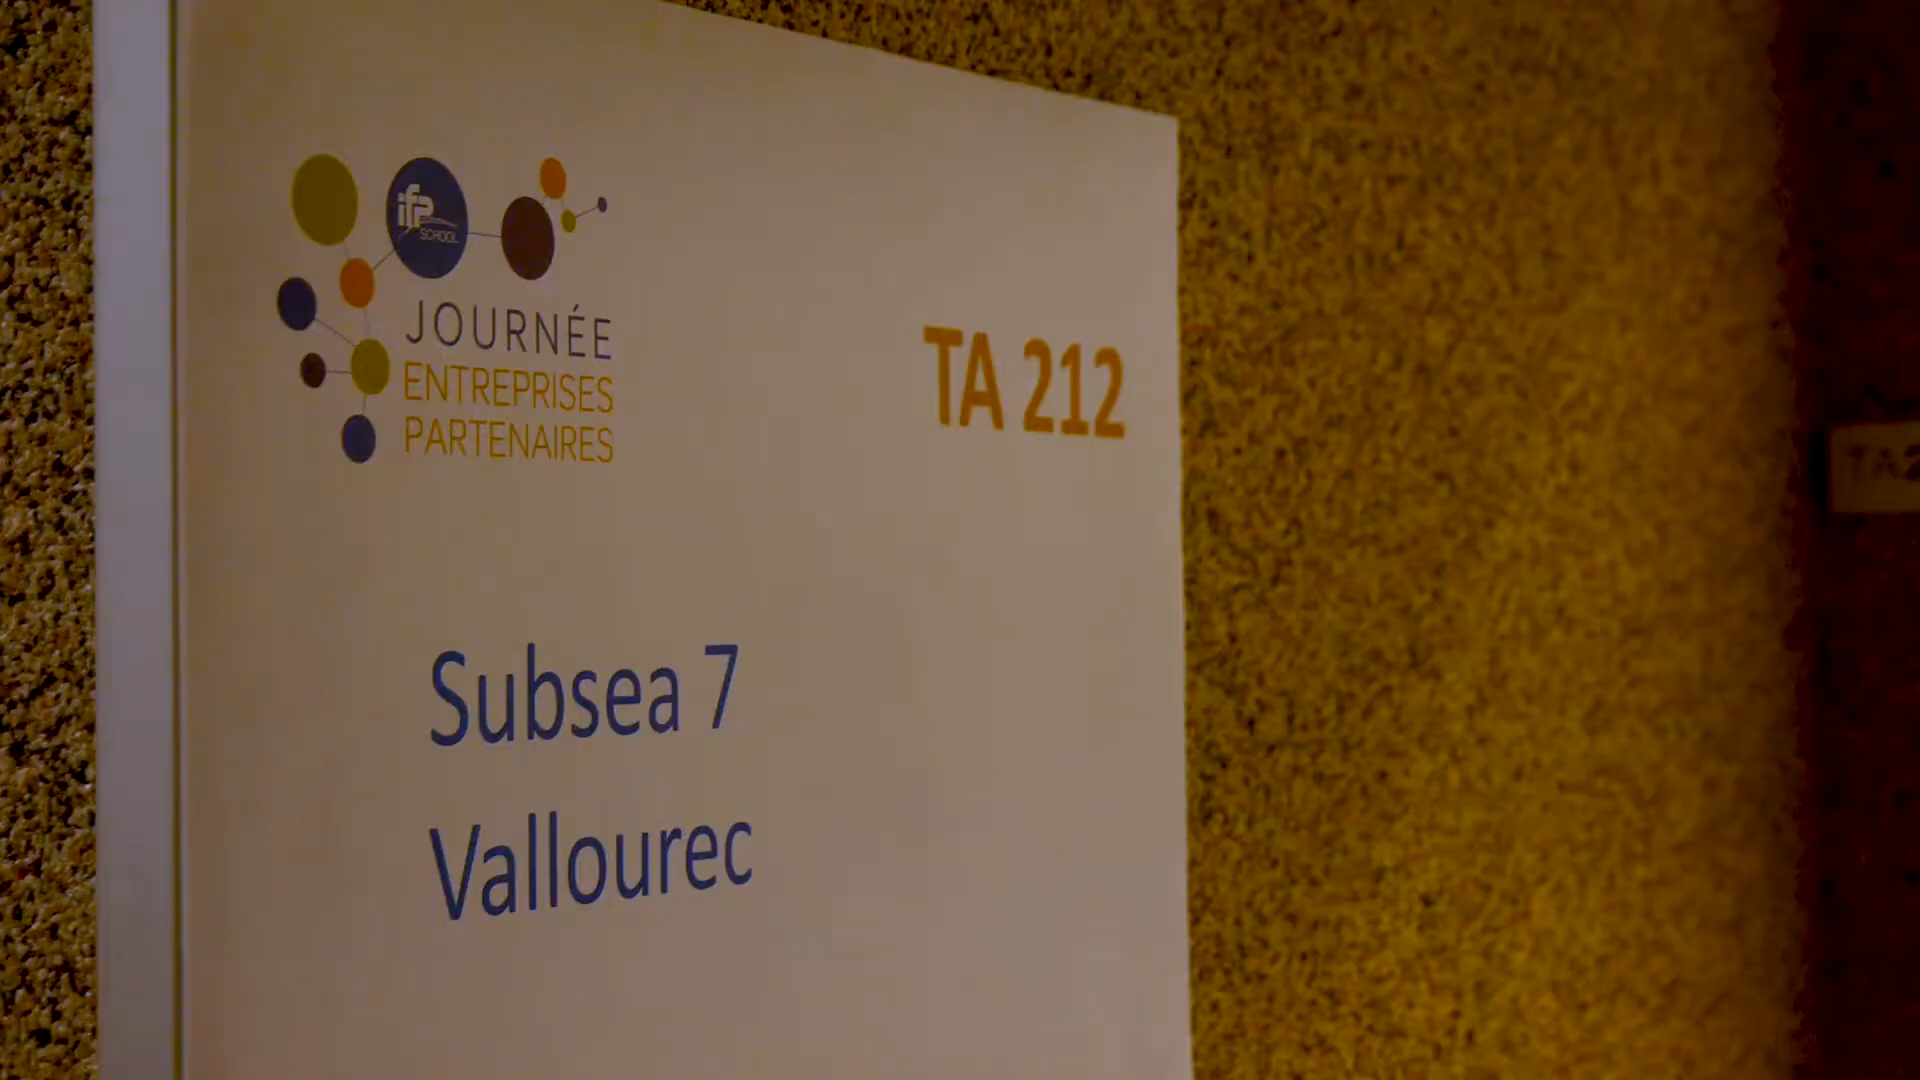 ifp
SCHOOL
JOURNÉE
ENTREPRISES
PARTENAIRES
TA 212
Subsea 7
Vallourec